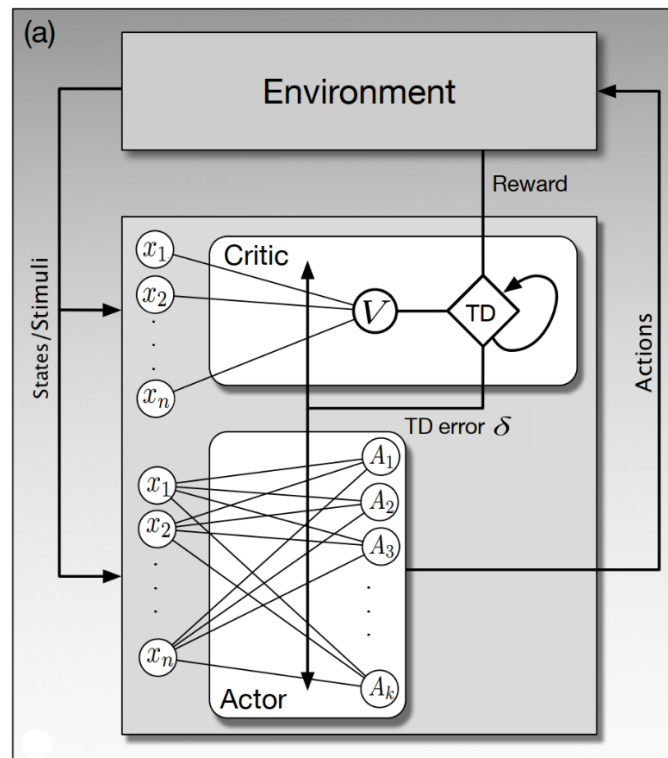 (a)
Environment
Reward
States/Stimuli
Actions
Critic
x₁
x₂
.
.
.
xₙ
V
TD
TD error δ
x₁
x₂
.
.
.
xₙ
A₁
A₂
A₃
.
.
.
Aₖ
Actor